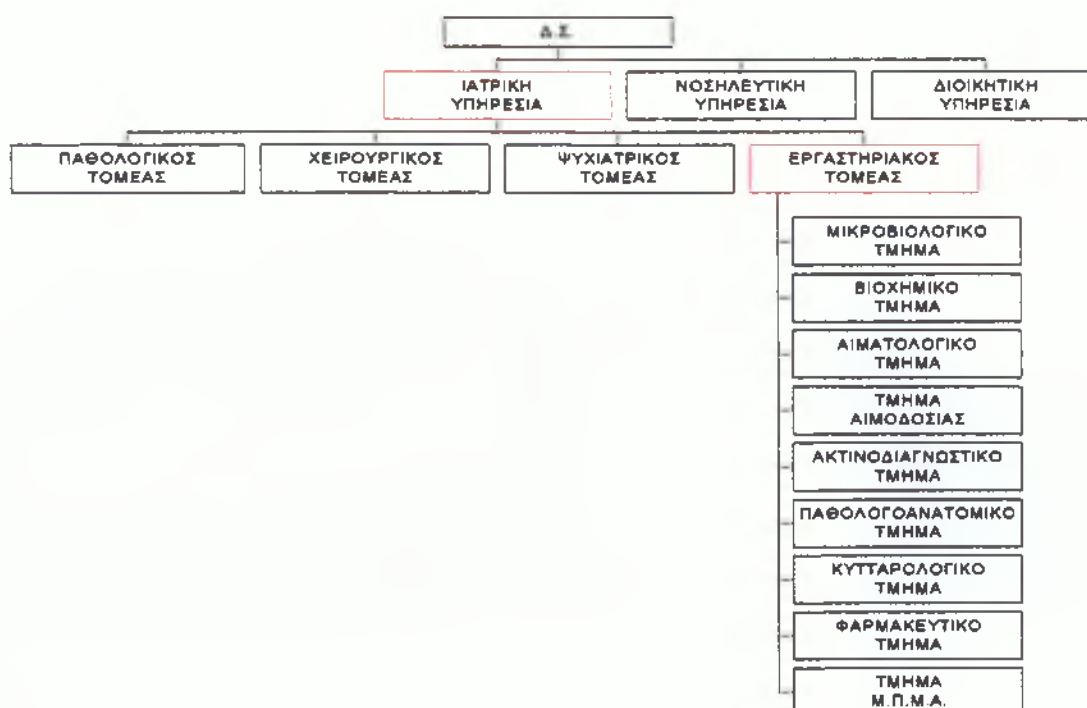 Δ.Σ.
ΙΑΤΡΙΚΗ
ΥΠΗΡΕΣΙΑ
ΝΟΣΗΛΕΥΤΙΚΗ
ΥΠΗΡΕΣΙΑ
ΔΙΟΙΚΗΤΙΚΗ
ΥΠΗΡΕΣΙΑ
ΠΑΘΟΛΟΓΙΚΟΣ
ΤΟΜΕΑΣ
ΧΕΙΡΟΥΡΓΙΚΟΣ
ΤΟΜΕΑΣ
ΨΥΧΙΑΤΡΙΚΟΣ
ΤΟΜΕΑΣ
ΕΡΓΑΣΤΗΡΙΑΚΟΣ
ΤΟΜΕΑΣ
ΜΙΚΡΟΒΙΟΛΟΓΙΚΟ
ΤΜΗΜΑ
ΒΙΟΧΗΜΙΚΟ
ΤΜΗΜΑ
ΑΙΜΑΤΟΛΟΓΙΚΟ
ΤΜΗΜΑ
ΤΜΗΜΑ
ΑΙΜΟΔΟΣΙΑΣ
ΑΚΤΙΝΟΔΙΑΓΝΩΣΤΙΚΟ
ΤΜΗΜΑ
ΠΑΘΟΛΟΓΟΑΝΑΤΟΜΙΚΟ
ΤΜΗΜΑ
ΚΥΤΤΑΡΟΛΟΓΙΚΟ
ΤΜΗΜΑ
ΦΑΡΜΑΚΕΥΤΙΚΟ
ΤΜΗΜΑ
ΤΜΗΜΑ
Μ.Π.Μ.Α.